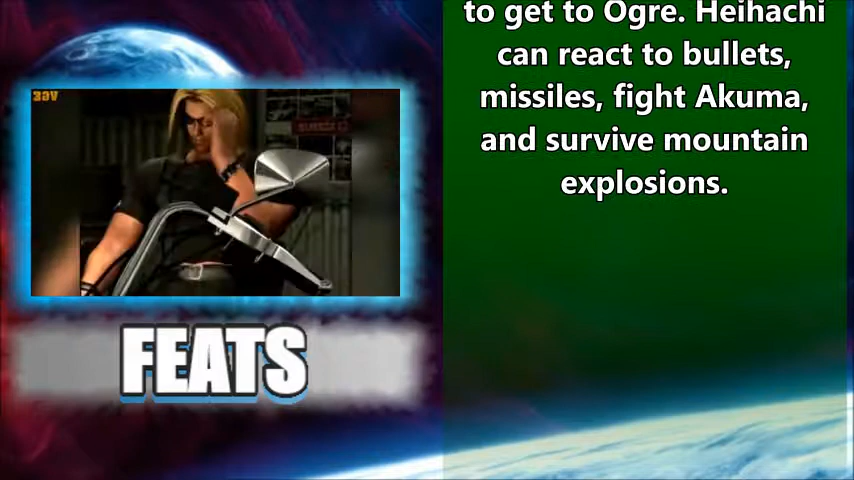 to get to Ogre. Heihachi
can react to bullets,
missiles, fight Akuma,
and survive mountain
explosions.
FEATS